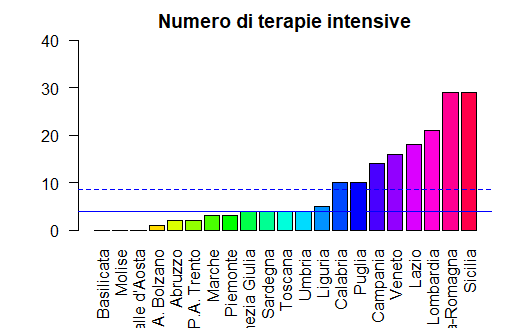 Numero di terapie intensive
40
30
20
10
0
Basilicata
Molise
alle d'Aosta
A. Bolzano
Abruzzo
P.A. Trento
Marche
Piemonte
nezia Giulia
Sardegna
Toscana
Umbria
Liguria
Calabria
Puglia
Campania
Veneto
Lazio
Lombardia
a-Romagna
Sicilia